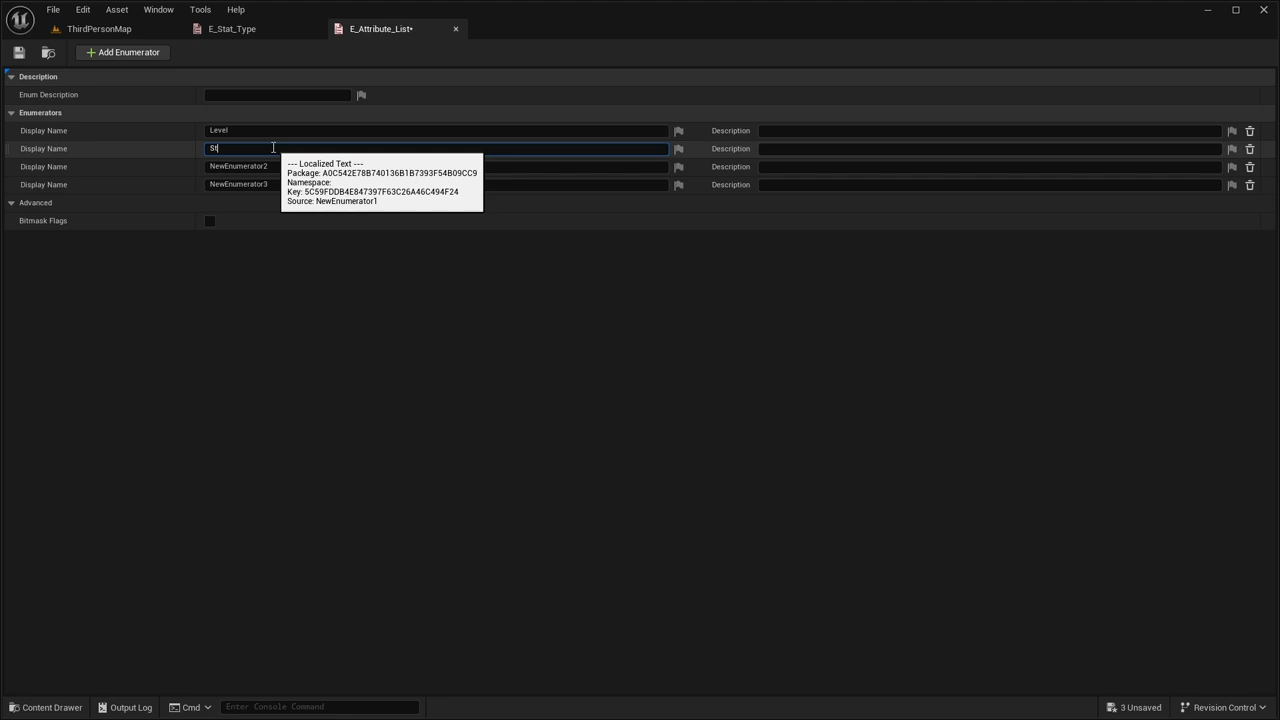 File Edit Asset Window Tools Help
ThirdPersonMap E_Stat_Type E_Attribute_List•
Add Enumerator
Description
Enum Description
Enumerators
Display Name Level Description
Display Name St Description
Display Name NewEnumerator2
Display Name NewEnumerator3 Description
--- Localized Text ---
Package: A0C542E78B740136B1B7393F54B09CC9
Namespace:
Key: 5C59FDDB4E847397F63C26A46C494F24
Source: NewEnumerator1
Description
Advanced
Bitmask Flags
Content Drawer Output Log Cmd Enter Console Command 3 Unsaved Revision Control